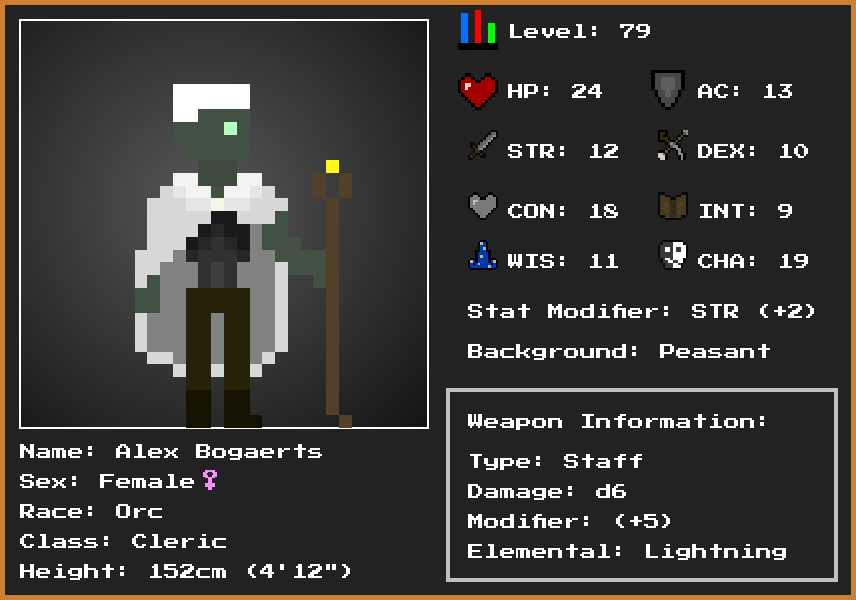 Level: 79
HP: 24
AC: 13
STR: 12
DEX: 10
CON: 18
INT: 9
WIS: 11
CHA: 19
Stat Modifier: STR (+2)
Background: Peasant
Weapon Information:
Type: Staff
Damage: d6
Modifier: (+5)
Elemental: Lightning
Name: Alex Bogaerts
Sex: Female♀
Race: Orc
Class: Cleric
Height: 152cm (4'12")